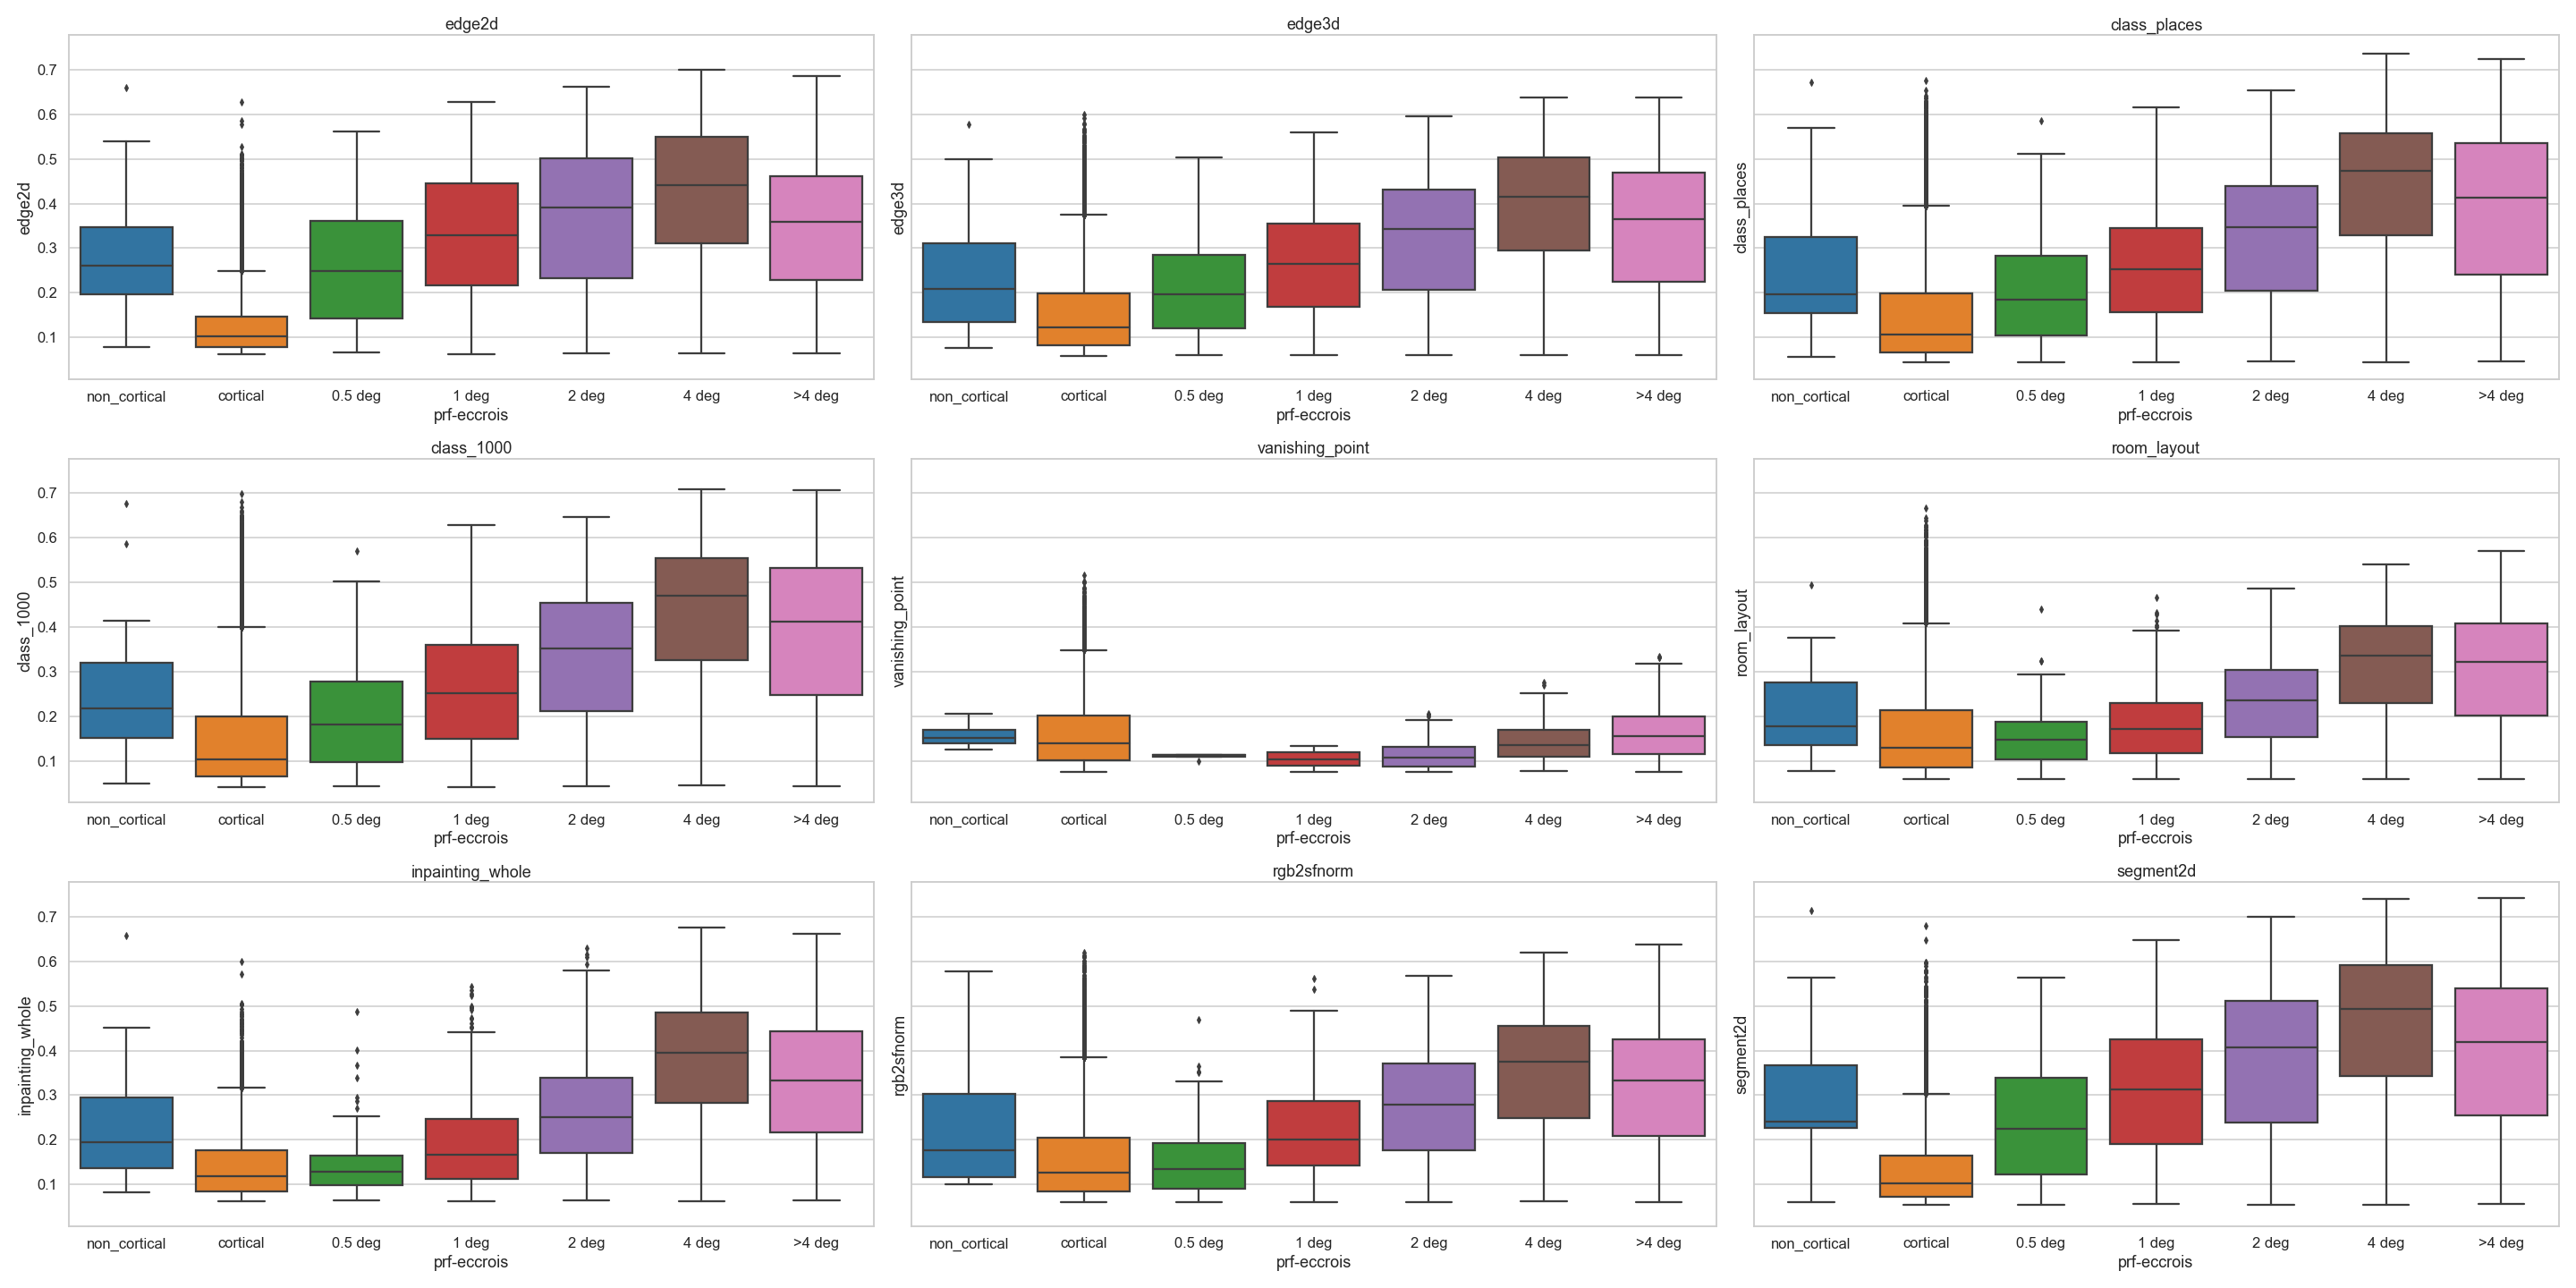 edge2d
edge3d
class_places
0.7
0.6
0.5
0.4
0.3
0.2
0.1
edge2d
edge3d
class_places
non_cortical cortical 0.5 deg 1 deg 2 deg 4 deg >4 deg
prf-eccrois
non_cortical cortical 0.5 deg 1 deg 2 deg 4 deg >4 deg
prf-eccrois
non_cortical cortical 0.5 deg 1 deg 2 deg 4 deg >4 deg
prf-eccrois
class_1000
vanishing_point
room_layout
0.7
0.6
0.5
0.4
0.3
0.2
0.1
class_1000
vanishing_point
room_layout
non_cortical cortical 0.5 deg 1 deg 2 deg 4 deg >4 deg
prf-eccrois
non_cortical cortical 0.5 deg 1 deg 2 deg 4 deg >4 deg
prf-eccrois
non_cortical cortical 0.5 deg 1 deg 2 deg 4 deg >4 deg
prf-eccrois
inpainting_whole
rgb2sfnorm
segment2d
0.7
0.6
0.5
0.4
0.3
0.2
0.1
inpainting_whole
rgb2sfnorm
segment2d
non_cortical cortical 0.5 deg 1 deg 2 deg 4 deg >4 deg
prf-eccrois
non_cortical cortical 0.5 deg 1 deg 2 deg 4 deg >4 deg
prf-eccrois
non_cortical cortical 0.5 deg 1 deg 2 deg 4 deg >4 deg
prf-eccrois